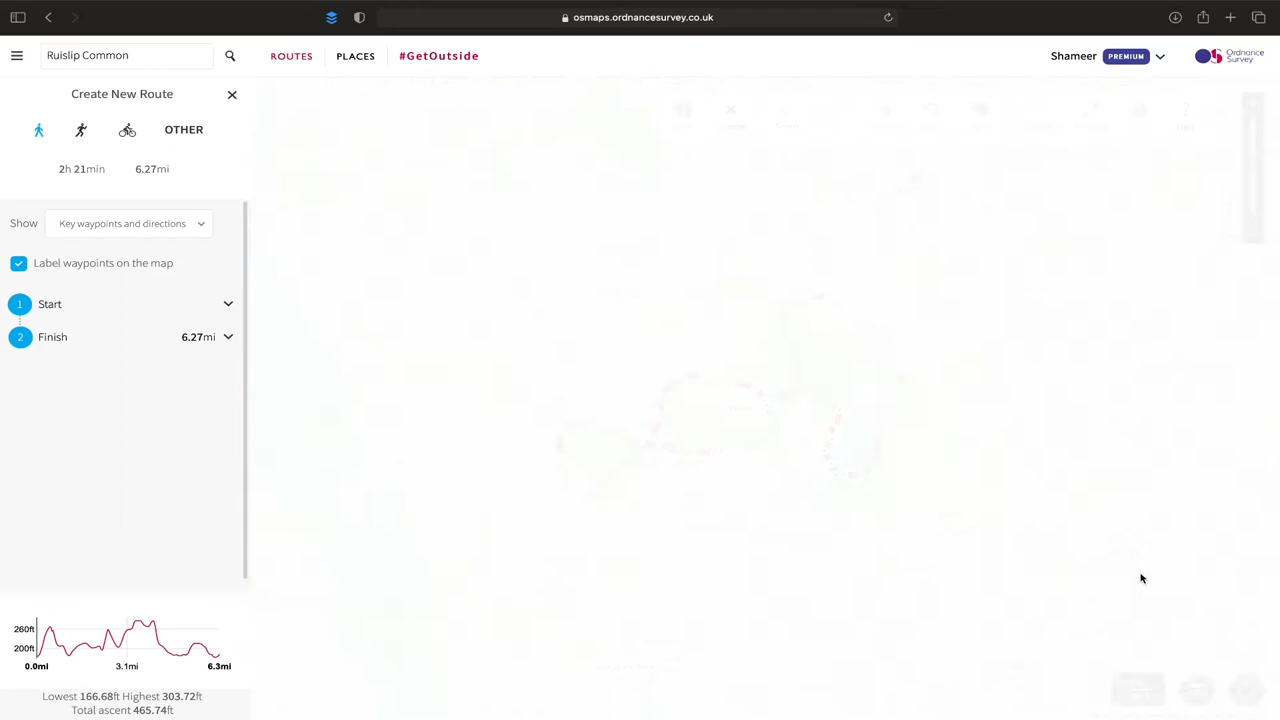 osmaps.ordnancesurvey.co.uk
Ruislip Common
ROUTES
PLACES
#GetOutside
Shameer
PREMIUM
Ordnance
Survey
Create New Route
OTHER
2h 21min
6.27mi
Show
Key waypoints and directions
Label waypoints on the map
1
Start
2
Finish
6.27mi
260ft
200ft
0.0mi
3.1mi
6.3mi
Lowest 166.68ft Highest 303.72ft
Total ascent 465.74ft